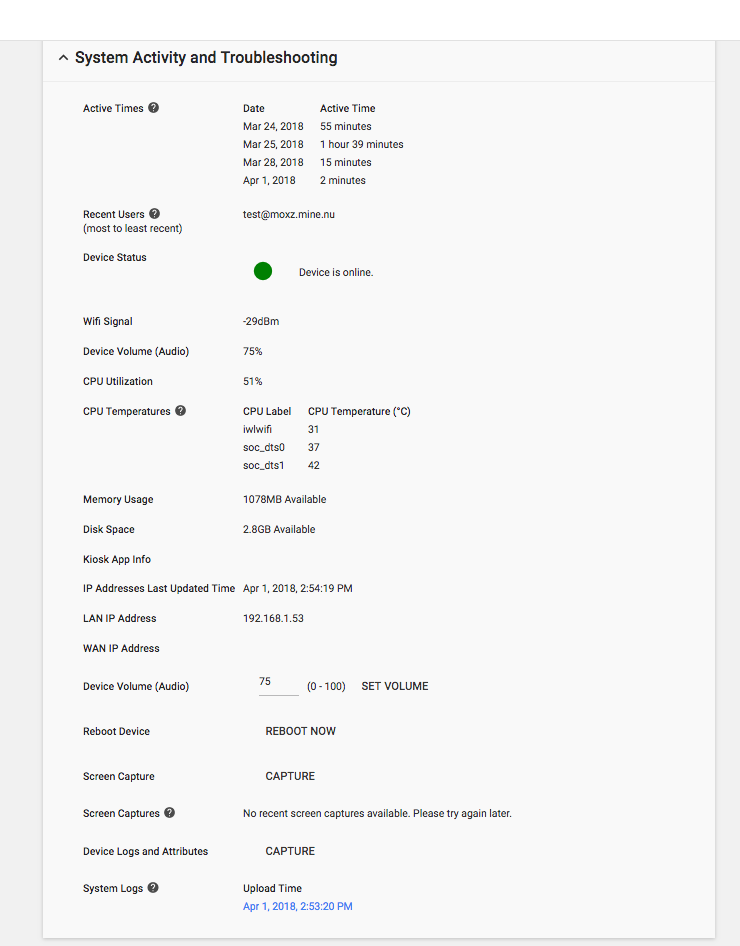 System Activity and Troubleshooting
Active Times ?
Date Active Time
Mar 24, 2018 55 minutes
Mar 25, 2018 1 hour 39 minutes
Mar 28, 2018 15 minutes
Apr 1, 2018 2 minutes
Recent Users ? test@moxz.mine.nu
(most to least recent)
Device Status
Device is online.
Wifi Signal -29dBm
Device Volume (Audio) 75%
CPU Utilization 51%
CPU Temperatures ? CPU Label CPU Temperature (°C)
iwlwifi 31
soc_dts0 37
soc_dts1 42
Memory Usage 1078MB Available
Disk Space 2.8GB Available
Kiosk App Info
IP Addresses Last Updated Time Apr 1, 2018, 2:54:19 PM
LAN IP Address 192.168.1.53
WAN IP Address
Device Volume (Audio) 75 (0 - 100) SET VOLUME
Reboot Device REBOOT NOW
Screen Capture CAPTURE
Screen Captures ? No recent screen captures available. Please try again later.
Device Logs and Attributes CAPTURE
System Logs ? Upload Time
Apr 1, 2018, 2:53:20 PM